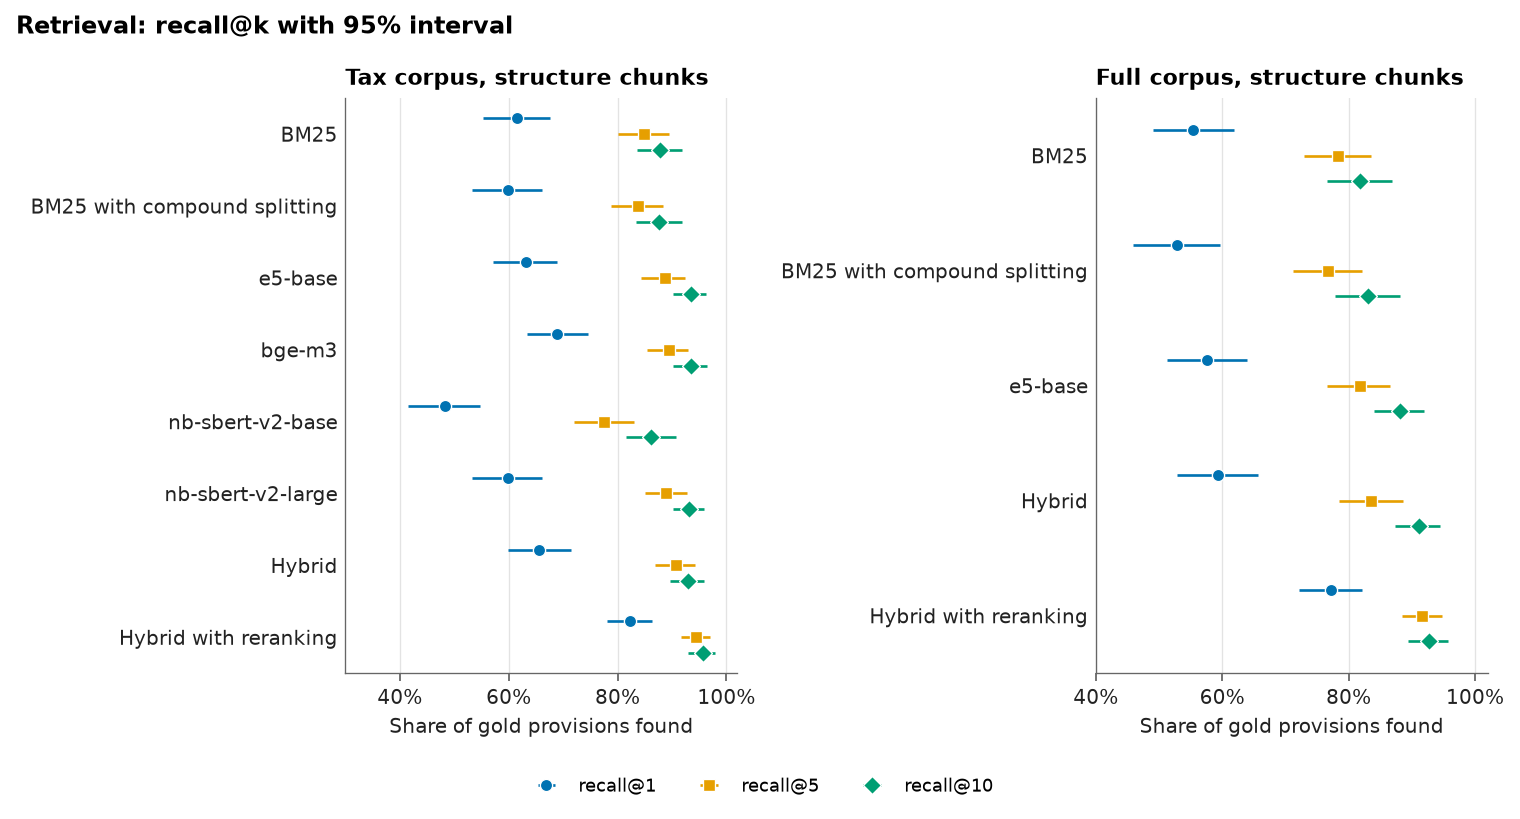 Retrieval: recall@k with 95% interval
Tax corpus, structure chunks
BM25
BM25 with compound splitting
e5-base
bge-m3
nb-sbert-v2-base
nb-sbert-v2-large
Hybrid
Hybrid with reranking
40% 60% 80% 100%
Share of gold provisions found
Full corpus, structure chunks
BM25
BM25 with compound splitting
e5-base
Hybrid
Hybrid with reranking
40% 60% 80% 100%
Share of gold provisions found
recall@1 recall@5 recall@10